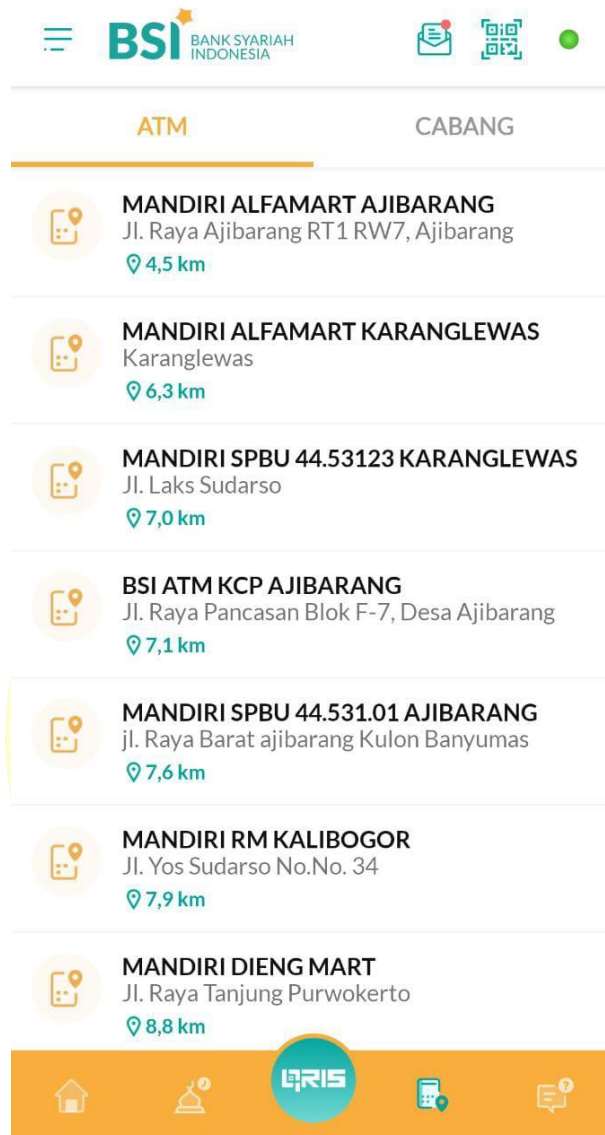 BSI BANK SYARIAH
INDONESIA
ATM CABANG
MANDIRI ALFAMART AJIBARANG
Jl. Raya Ajibarang RT1 RW7, Ajibarang
4,5 km
MANDIRI ALFAMART KARANGLEWAS
Karanglewas
6,3 km
MANDIRI SPBU 44.53123 KARANGLEWAS
Jl. Laks Sudarso
7,0 km
BSI ATM KCP AJIBARANG
Jl. Raya Pancasan Blok F-7, Desa Ajibarang
7,1 km
MANDIRI SPBU 44.531.01 AJIBARANG
jl. Raya Barat ajibarang Kulon Banyumas
7,6 km
MANDIRI RM KALIBOGOR
Jl. Yos Sudarso No.No. 34
7,9 km
MANDIRI DIENG MART
Jl. Raya Tanjung Purwokerto
8,8 km
QRIS